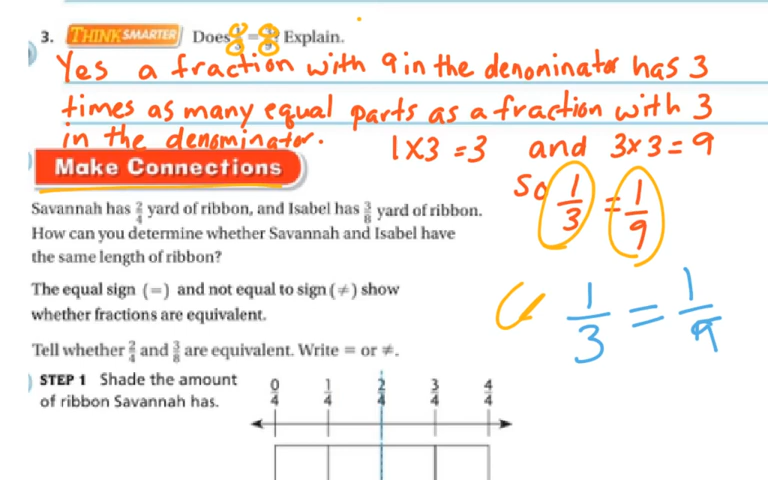 3. THINK SMARTER Does = Explain.
Yes a fraction with 9 in the denoninator has 3
times as many equal parts as a fraction with 3
in the denominator. 1x3=3 and 3x3=9
So 1/3 = 1/9
Make Connections
Savannah has 2/4 yard of ribbon, and Isabel has 3/8 yard of ribbon.
How can you determine whether Savannah and Isabel have
the same length of ribbon?
1/3 = 1/9
The equal sign (=) and not equal to sign (≠) show
whether fractions are equivalent.
Tell whether 2/4 and 3/8 are equivalent. Write = or ≠.
STEP 1 Shade the amount
of ribbon Savannah has.
0/4 1/4 2/4 3/4 4/4